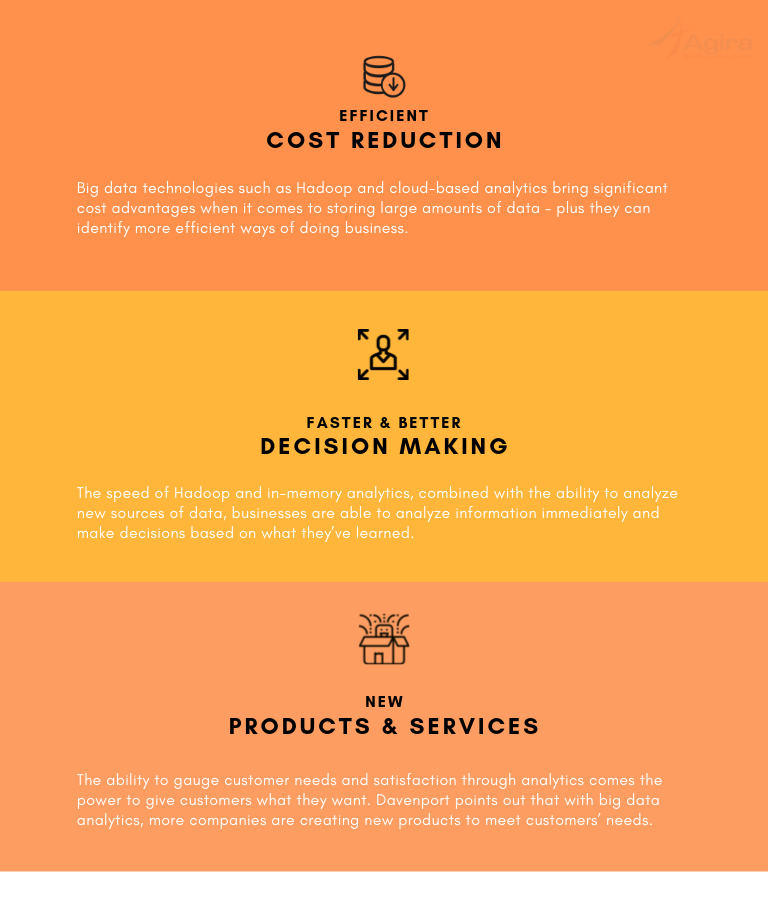 Agira
EFFICIENT
COST REDUCTION
Big data technologies such as Hadoop and cloud-based analytics bring significant
cost advantages when it comes to storing large amounts of data – plus they can
identify more efficient ways of doing business.
FASTER & BETTER
DECISION MAKING
The speed of Hadoop and in-memory analytics, combined with the ability to analyze
new sources of data, businesses are able to analyze information immediately and
make decisions based on what they’ve learned.
NEW
PRODUCTS & SERVICES
The ability to gauge customer needs and satisfaction through analytics comes the
power to give customers what they want. Davenport points out that with big data
analytics, more companies are creating new products to meet customers’ needs.